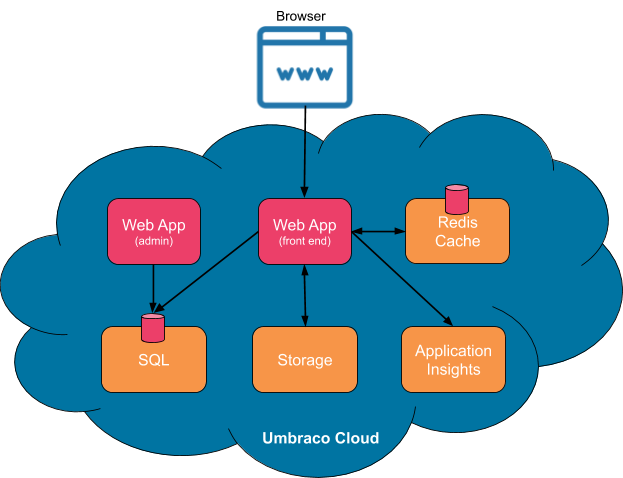 Browser
www
Web App
(admin)
Web App
(front end)
Redis
Cache
SQL
Storage
Application
Insights
Umbraco Cloud